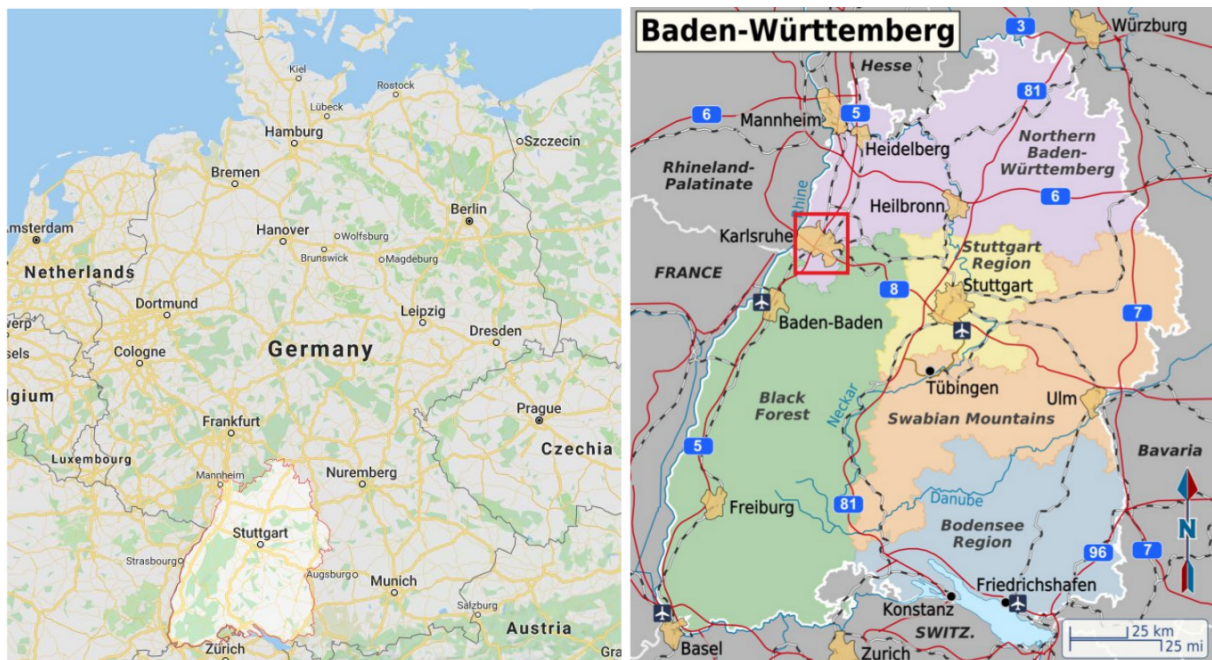 Kiel
Rostock
Lübeck
Hamburg
Szczecin
Bremen
Berlin
Amsterdam
Hanover
Wolfsburg
Brunswick
Magdeburg
Netherlands
Dortmund
Leipzig
Dresden
Cologne
Germany
Frankfurt
Prague
Czechia
Luxembourg
Mannheim
Nuremberg
Stuttgart
Strasbourg
Augsburg
Munich
Salzburg
Austria
Zürich
Gra
Baden-Württemberg
3
Würzburg
Hesse
81
Mannheim
5
6
Heidelberg
Northern
Baden-
Württemberg
Rhineland-
Palatinate
Rhine
Heilbronn
6
Karlsruhe
Stuttgart
Region
FRANCE
Stuttgart
8
7
Baden-Baden
Tübingen
Ulm
Black
Forest
Neckar
Swabian Mountains
5
Bavaria
Freiburg
81
Danube
Bodensee
Region
N
96
7
Friedrichshafen
Konstanz
SWITZ.
Basel
Zurich
25 km
25 mi